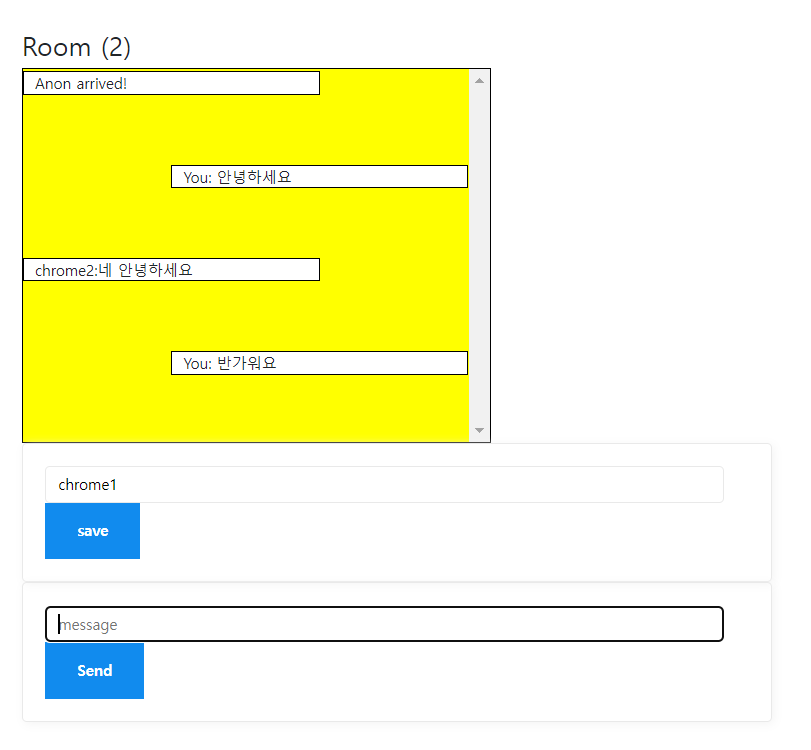 Room (2)
Anon arrived!
You: 안녕하세요
chrome2:네 안녕하세요
You: 반가워요
chrome1
save
message
Send